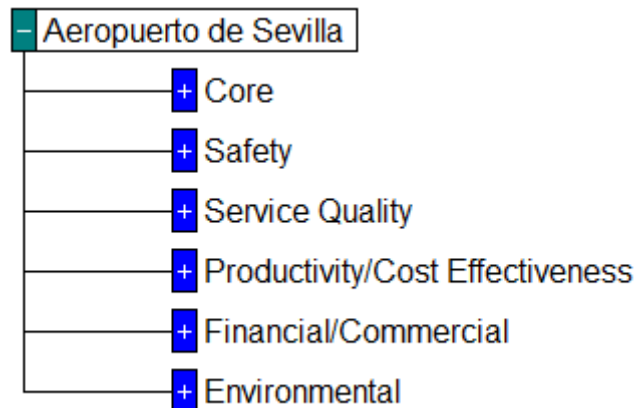 Aeropuerto de Sevilla
Core
Safety
Service Quality
Productivity/Cost Effectiveness
Financial/Commercial
Environmental